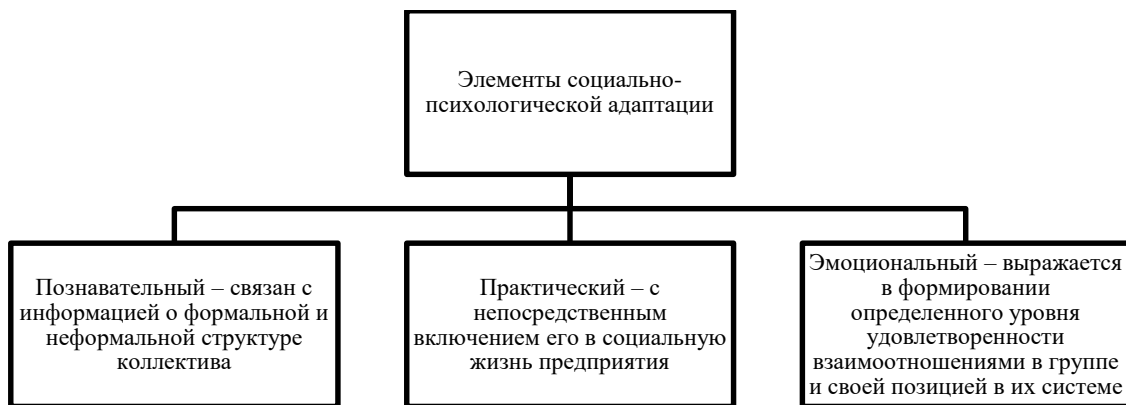 Элементы социально-
психологической адаптации
Познавательный – связан с
информацией о формальной и
неформальной структуре
коллектива
Практический – с
непосредственным
включением его в социальную
жизнь предприятия
Эмоциональный – выражается
в формировании
определенного уровня
удовлетворенности
взаимоотношениями в группе
и своей позицией в их системе